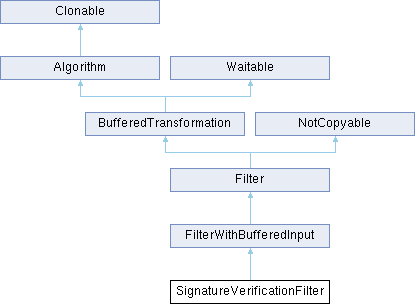 Clonable
Algorithm
Waitable
BufferedTransformation
NotCopyable
Filter
FilterWithBufferedInput
SignatureVerificationFilter